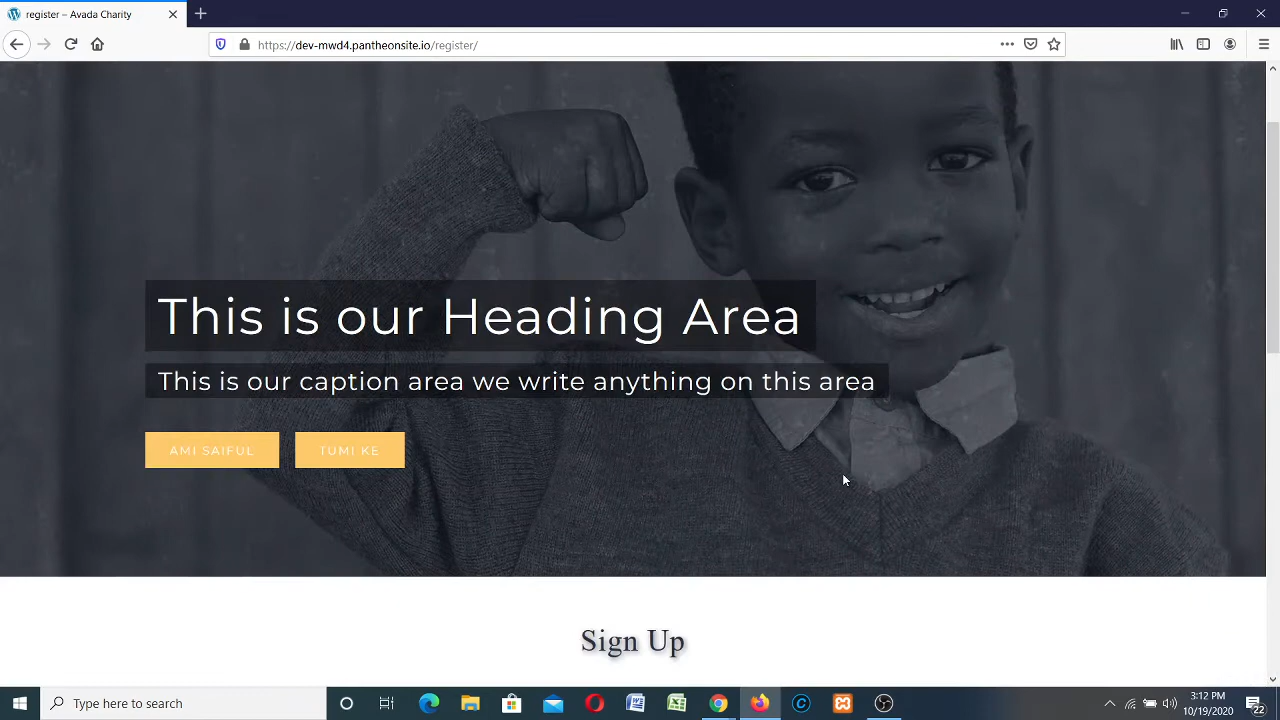 register – Avada Charity
https://dev-mwd4.pantheonsite.io/register/
This is our Heading Area
This is our caption area we write anything on this area
AMI SAIFUL TUMI KE
Sign Up
Type here to search
3:12 PM
10/19/2020
22